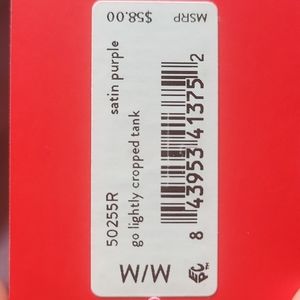 M/M
50255R
satin purple
go lightly cropped tank
8 43953 41375 2
MSRP
$58.00